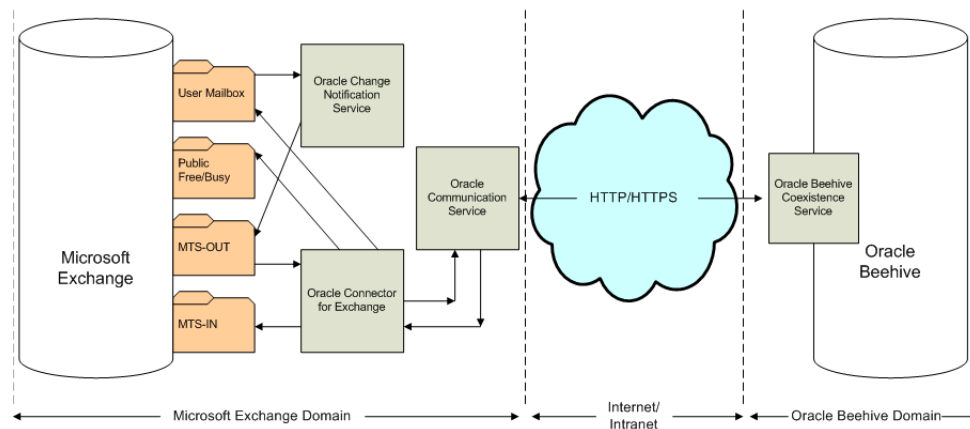 Microsoft
Exchange
User Mailbox
Public
Free/Busy
MTS-OUT
MTS-IN
Oracle Change
Notification
Service
Oracle
Communication
Service
Oracle Connector
for Exchange
HTTP/HTTPS
Oracle Beehive
Coexistence
Service
Oracle
Beehive
Microsoft Exchange Domain
Internet/
Intranet
Oracle Beehive Domain